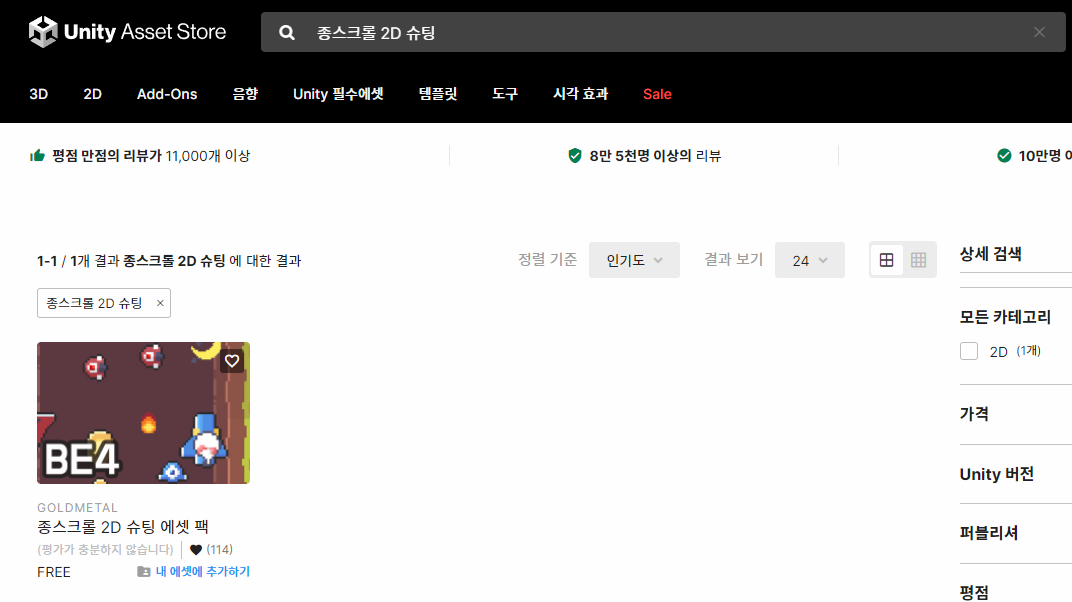 Unity Asset Store
종스크롤 2D 슈팅
3D 2D Add-Ons 음향 Unity 필수에셋 템플릿 도구 시각 효과 Sale
평점 만점의 리뷰가 11,000개 이상 8만 5천명 이상의 리뷰 10만명
1-1 / 1개 결과 종스크롤 2D 슈팅 에 대한 결과 정렬 기준 인기도 결과 보기 24
종스크롤 2D 슈팅 ×
BE4
GOLDMETAL
종스크롤 2D 슈팅 에셋 팩
(평가가 충분하지 않습니다) (114)
FREE 내 에셋에 추가하기
상세 검색
모든 카테고리
2D (1개)
가격
Unity 버전
퍼블리셔
평점